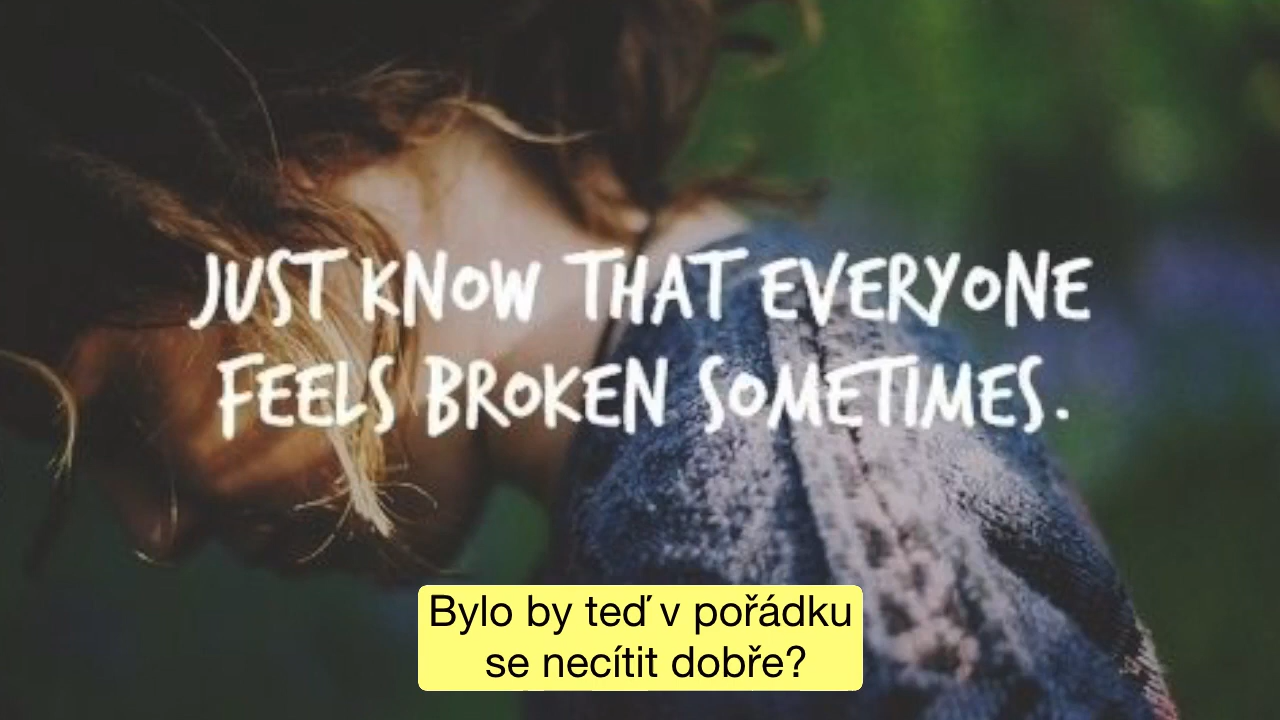 JUST KNOW THAT EVERYONE
FEELS BROKEN SOMETIMES.
Bylo by teď v pořádku
se necítit dobře?